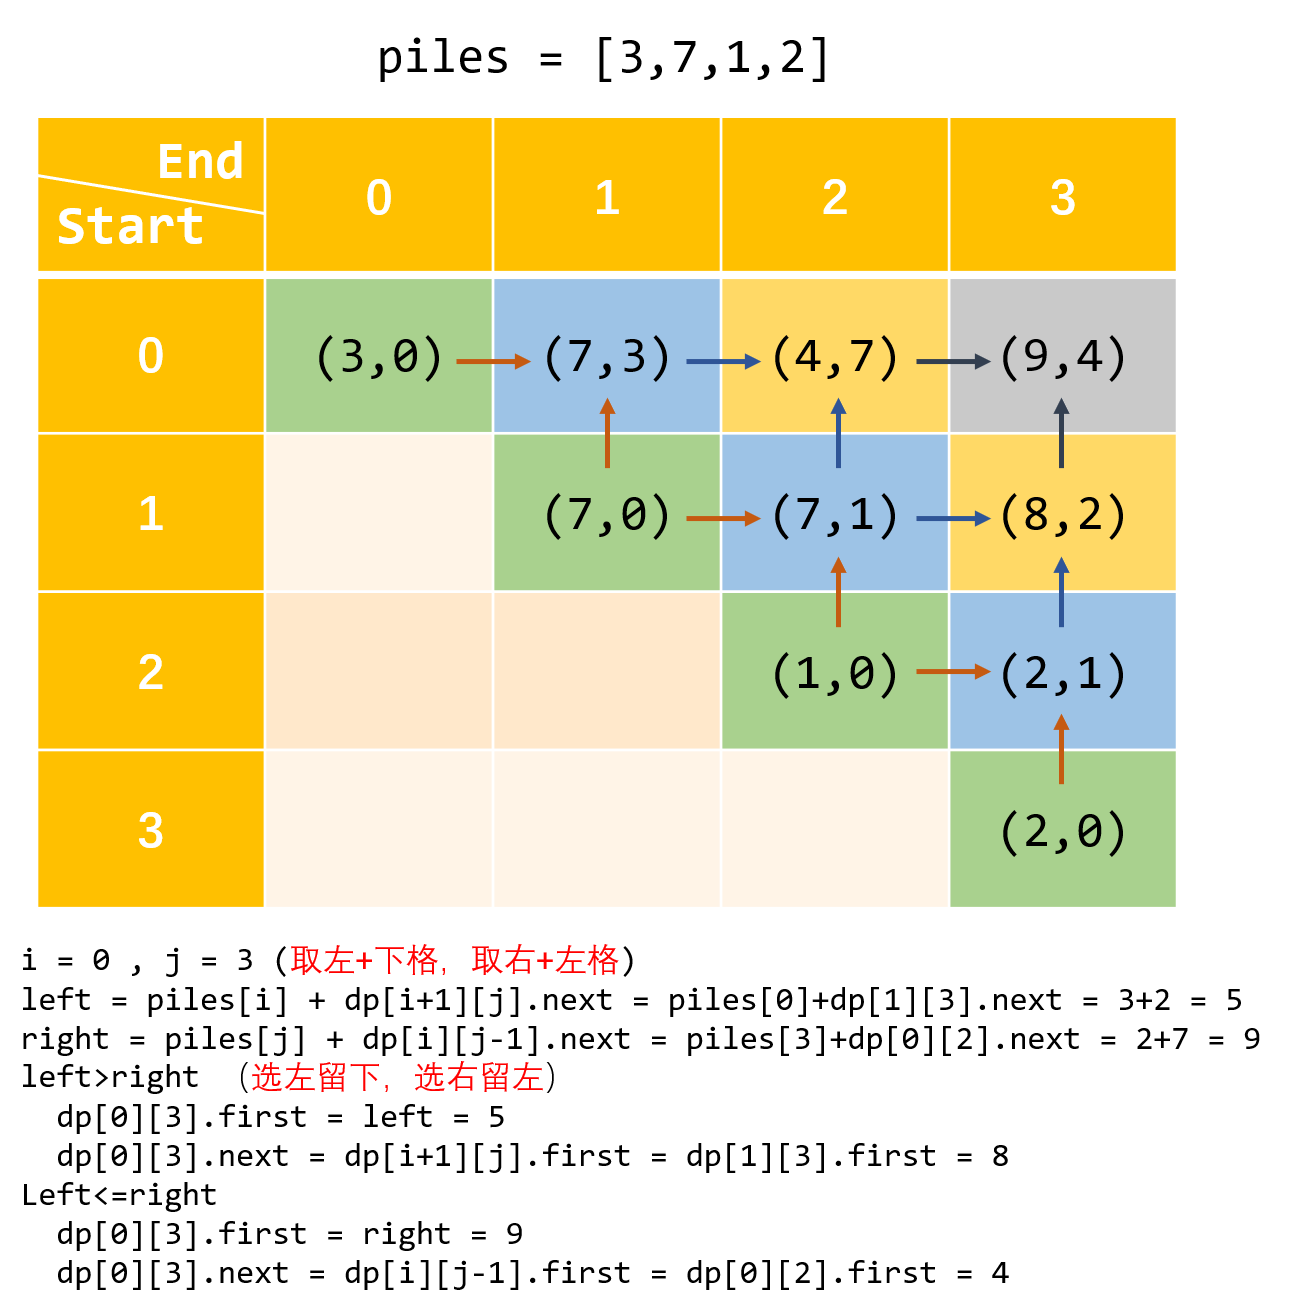 piles = [3,7,1,2]
End
Start
0 1 2 3
0 (3,0) (7,3) (4,7) (9,4)
1 (7,0) (7,1) (8,2)
2 (1,0) (2,1)
3 (2,0)
i = 0 , j = 3 (取左+下格, 取右+左格)
left = piles[i] + dp[i+1][j].next = piles[0]+dp[1][3].next = 3+2 = 5
right = piles[j] + dp[i][j-1].next = piles[3]+dp[0][2].next = 2+7 = 9
left>right （选左留下, 选右留左）
dp[0][3].first = left = 5
dp[0][3].next = dp[i+1][j].first = dp[1][3].first = 8
Left<=right
dp[0][3].first = right = 9
dp[0][3].next = dp[i][j-1].first = dp[0][2].first = 4